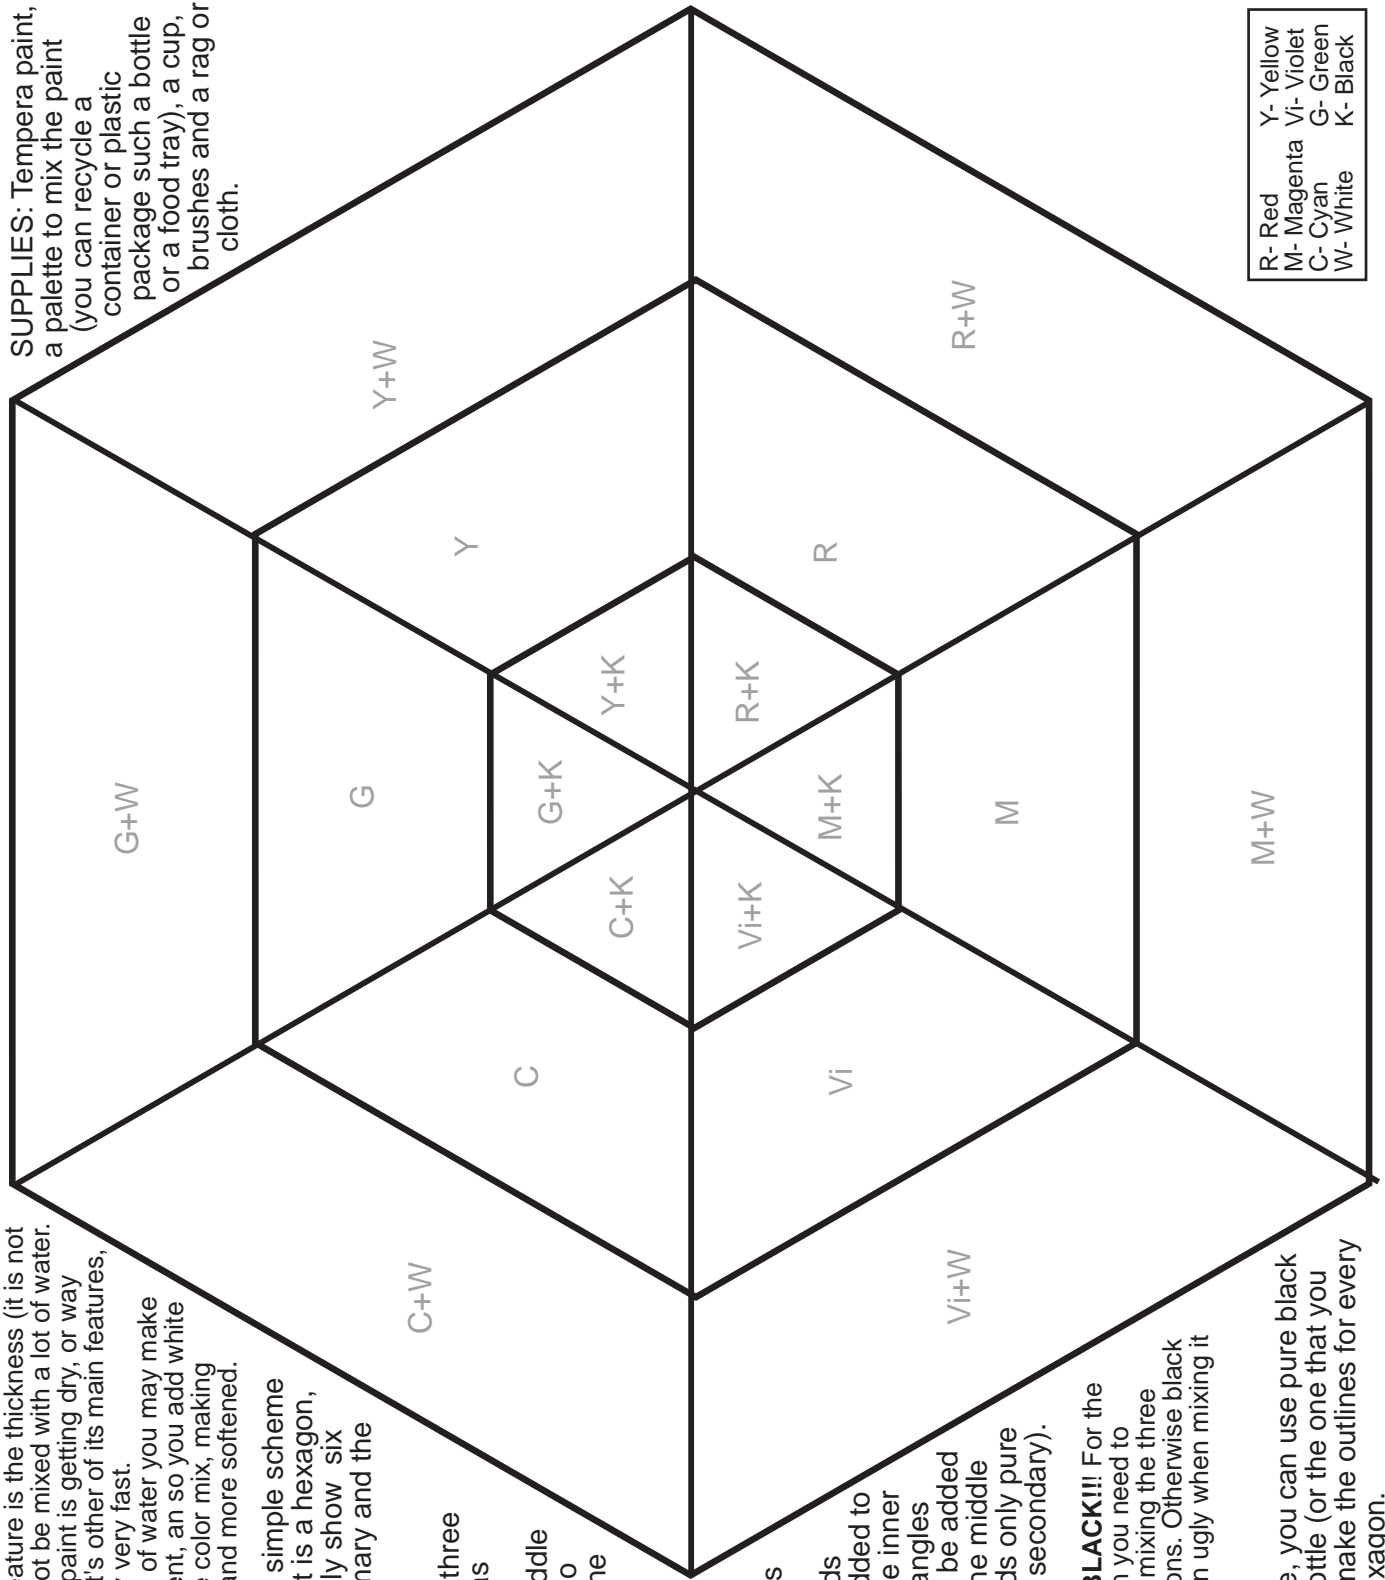 ature is the thickness (it is not
ot be mixed with a lot of water.
paint is getting dry, or way
t's other of its main features,
y very fast.
of water you may make
ent, an so you add white
e color mix, making
and more softened.
simple scheme
t is a hexagon,
ly show six
nary and the
three
as
ddle
o
ne
s
ds
dded to
e inner
angles
be added
ne middle
ds only pure
secondary).
BLACK!!! For the
n you need to
mixing the three
ons. Otherwise black
n ugly when mixing it
e, you can use pure black
ottle (or the one that you
make the outlines for every
xagon.
SUPPLIES: Tempera paint,
a palette to mix the paint
(you can recycle a
container or plastic
package such a bottle
or a food tray), a cup,
brushes and a rag or
cloth.
G+W
G
Y+W
C+W
Y
C
G+K
Y+K
C+K
R+K
Vi+K
M+K
R
Vi
R+W
Vi+W
M
M+W
R- Red Y- Yellow
M- Magenta Vi- Violet
C- Cyan G- Green
W- White K- Black